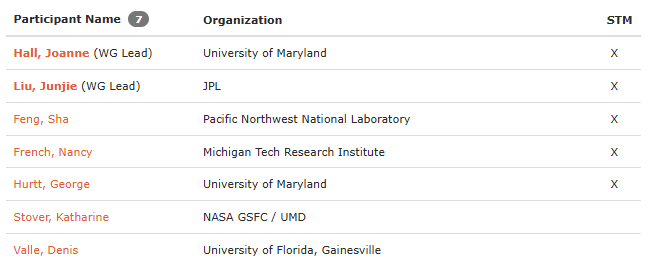 Participant Name 7 Organization STM
Hall, Joanne (WG Lead) University of Maryland X
Liu, Junjie (WG Lead) JPL X
Feng, Sha Pacific Northwest National Laboratory X
French, Nancy Michigan Tech Research Institute X
Hurtt, George University of Maryland X
Stover, Katharine NASA GSFC / UMD
Valle, Denis University of Florida, Gainesville